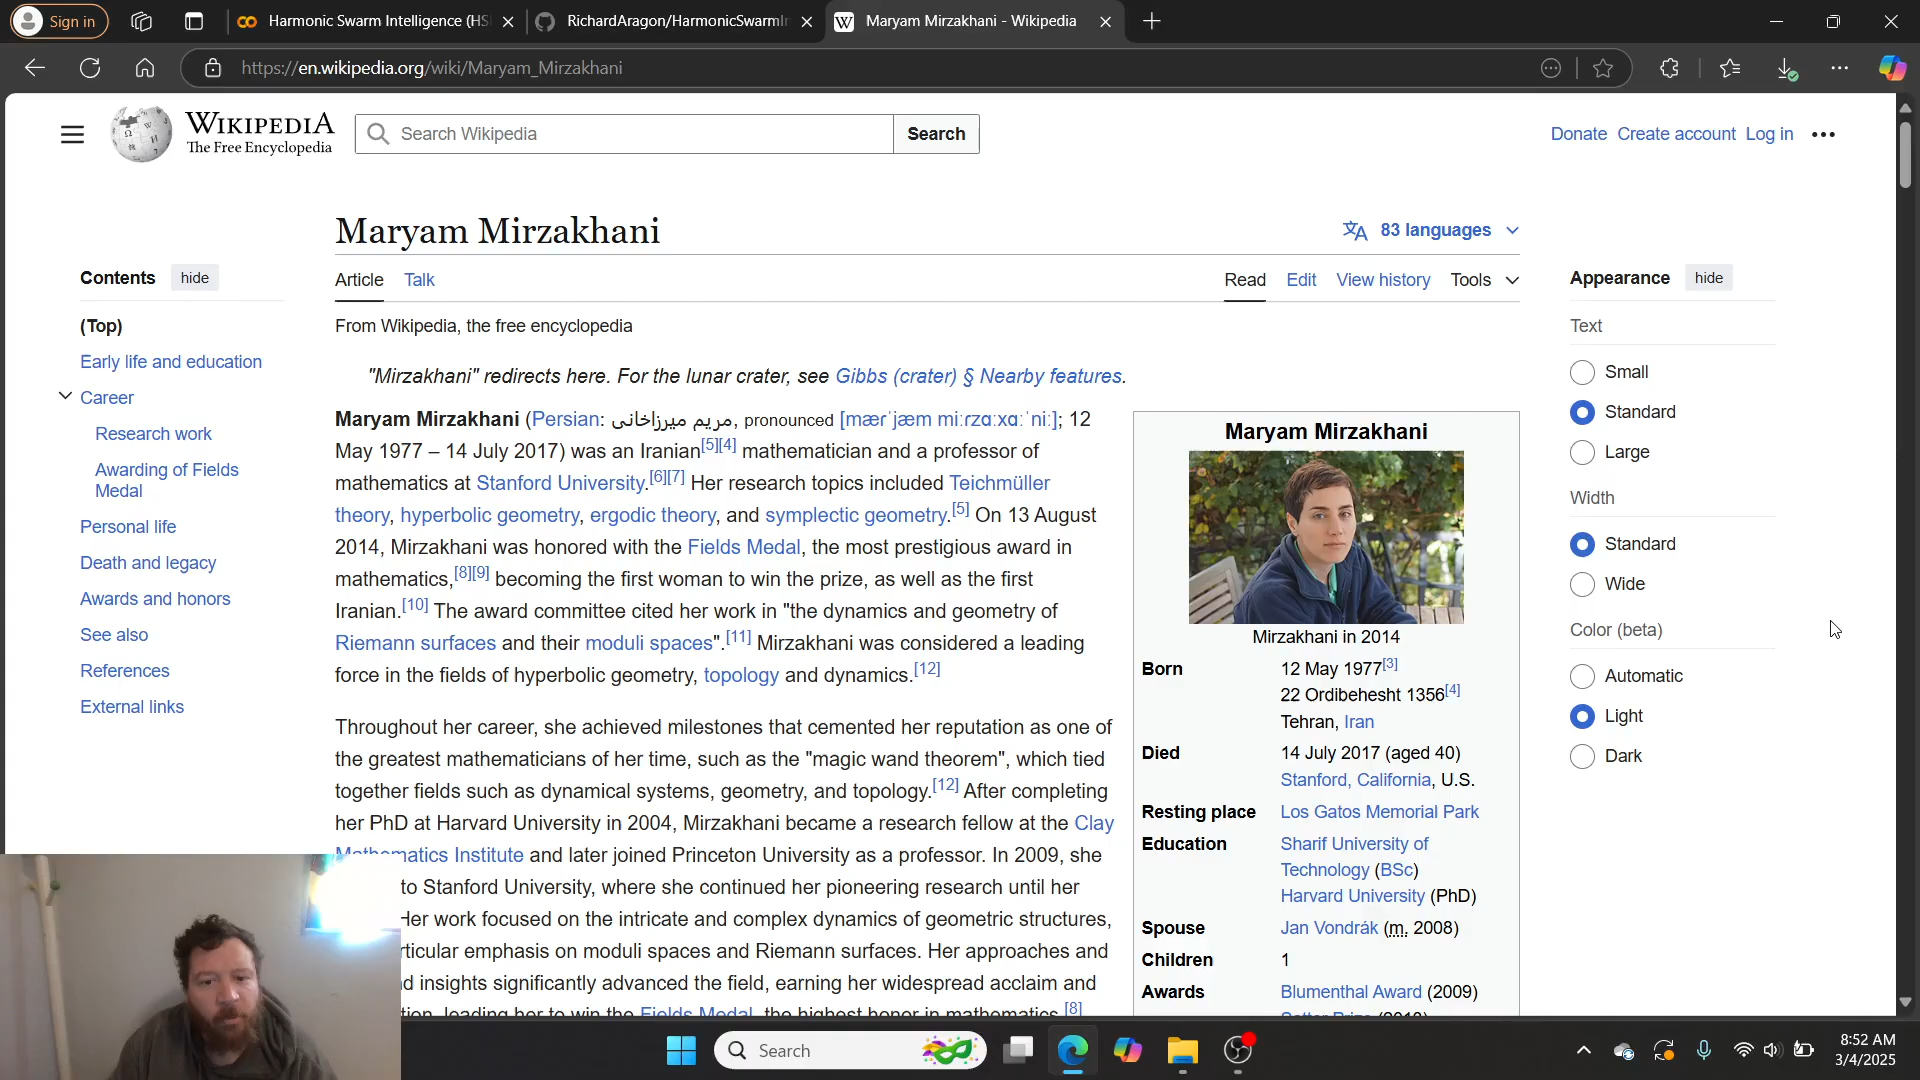 Sign in
Harmonic Swarm Intelligence (HSI
RichardAragon/HarmonicSwarmIn
Maryam Mirzakhani - Wikipedia
https://en.wikipedia.org/wiki/Maryam_Mirzakhani
WIKIPEDIA
The Free Encyclopedia
Search Wikipedia
Search
Donate Create account Log in
Maryam Mirzakhani
83 languages
Contents hide
Article Talk
Read Edit View history Tools
Appearance hide
From Wikipedia, the free encyclopedia
(Top)
Early life and education
Career
Research work
Awarding of Fields
Medal
Personal life
Death and legacy
Awards and honors
See also
References
External links
"Mirzakhani" redirects here. For the lunar crater, see Gibbs (crater) § Nearby features.
Maryam Mirzakhani (Persian: مریم میرزاخانی, pronounced [mæɾˈjæm miːɾzɑːxɑːˈniː]; 12
May 1977 – 14 July 2017) was an Iranian[5][4] mathematician and a professor of
mathematics at Stanford University.[6][7] Her research topics included Teichmüller
theory, hyperbolic geometry, ergodic theory, and symplectic geometry.[5] On 13 August
2014, Mirzakhani was honored with the Fields Medal, the most prestigious award in
mathematics,[8][9] becoming the first woman to win the prize, as well as the first
Iranian.[10] The award committee cited her work in "the dynamics and geometry of
Riemann surfaces and their moduli spaces".[11] Mirzakhani was considered a leading
force in the fields of hyperbolic geometry, topology and dynamics.[12]
Throughout her career, she achieved milestones that cemented her reputation as one of
the greatest mathematicians of her time, such as the "magic wand theorem", which tied
together fields such as dynamical systems, geometry, and topology.[12] After completing
her PhD at Harvard University in 2004, Mirzakhani became a research fellow at the Clay
Mathematics Institute and later joined Princeton University as a professor. In 2009, she
to Stanford University, where she continued her pioneering research until her
Her work focused on the intricate and complex dynamics of geometric structures,
rticular emphasis on moduli spaces and Riemann surfaces. Her approaches and
d insights significantly advanced the field, earning her widespread acclaim and
tion, leading her to win the Fields Medal, the highest honor in mathematics.[8]
Maryam Mirzakhani
Mirzakhani in 2014
Born 12 May 1977[3]
22 Ordibehesht 1356[4]
Tehran, Iran
Died 14 July 2017 (aged 40)
Stanford, California, U.S.
Resting place Los Gatos Memorial Park
Education Sharif University of
Technology (BSc)
Harvard University (PhD)
Spouse Jan Vondrák (m. 2008)
Children 1
Awards Blumenthal Award (2009)
Text
Small
Standard
Large
Width
Standard
Wide
Color (beta)
Automatic
Light
Dark
Search
8:52 AM
3/4/2025